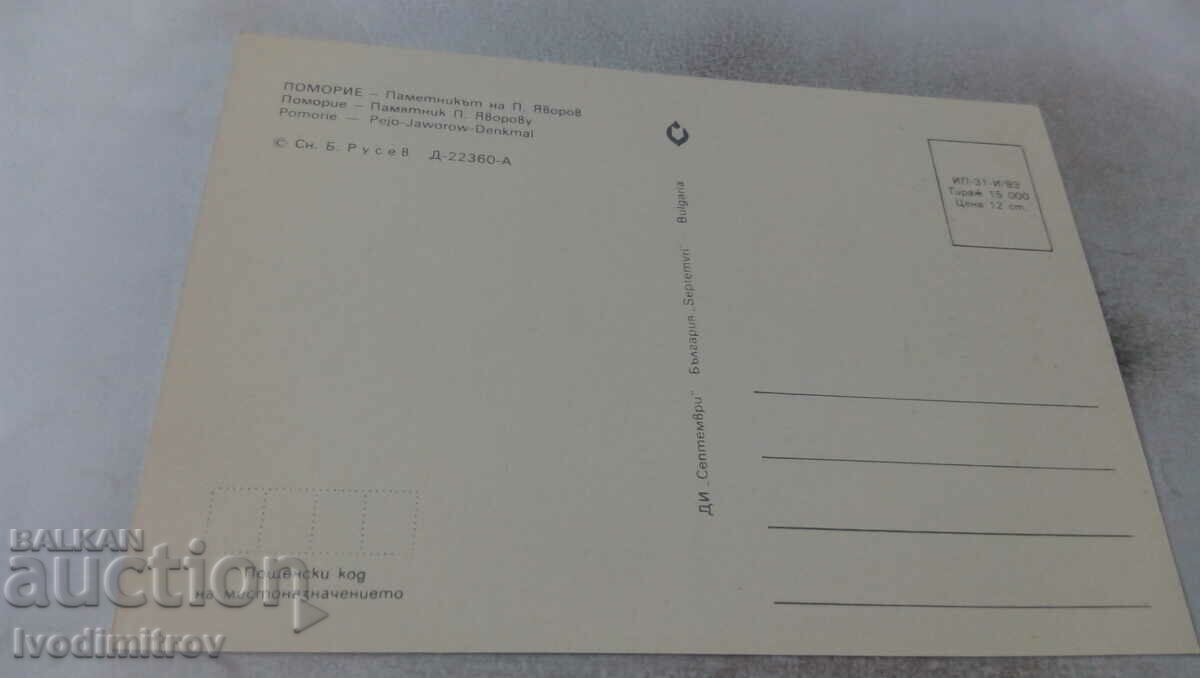 ПОМОРИЕ — Паметникът на П. Яворов
Поморие — Памятник П. Яворову
Pomorie — Pejo-Jaworow-Denkmal
© Сн. Б. Русев Д-22360-А
ИП-31-И/83
Тираж 15 000
Цена 12 ст.
ДИ „Септември" България „Septemvri" Bulgaria
Пощенски код
на местоназначението
BALKAN
auction
Ivodimitrov